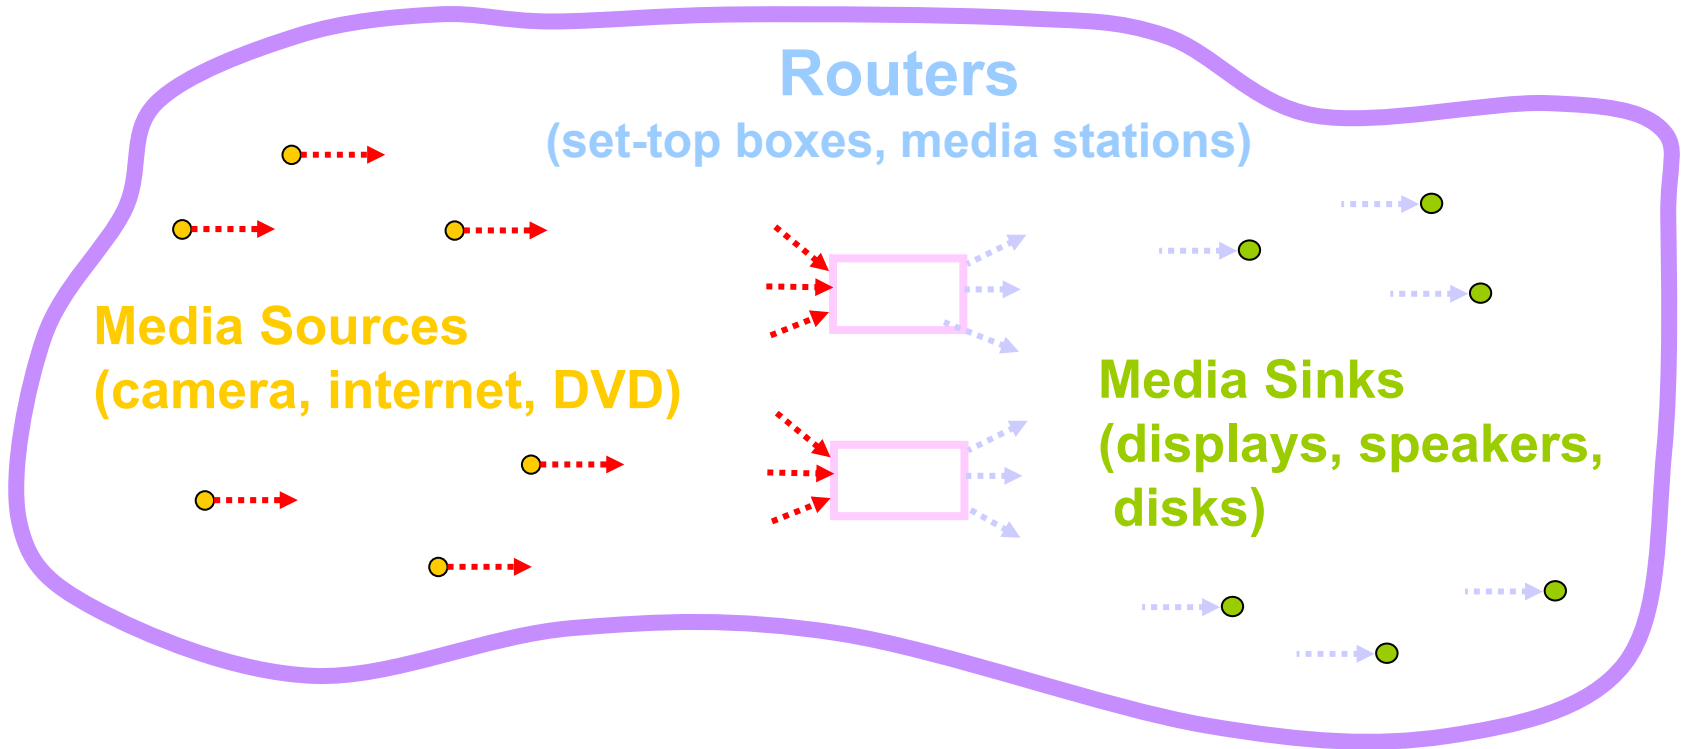 Routers
(set-top boxes, media stations)
Media Sources
(camera, internet, DVD)
Media Sinks
(displays, speakers,
disks)